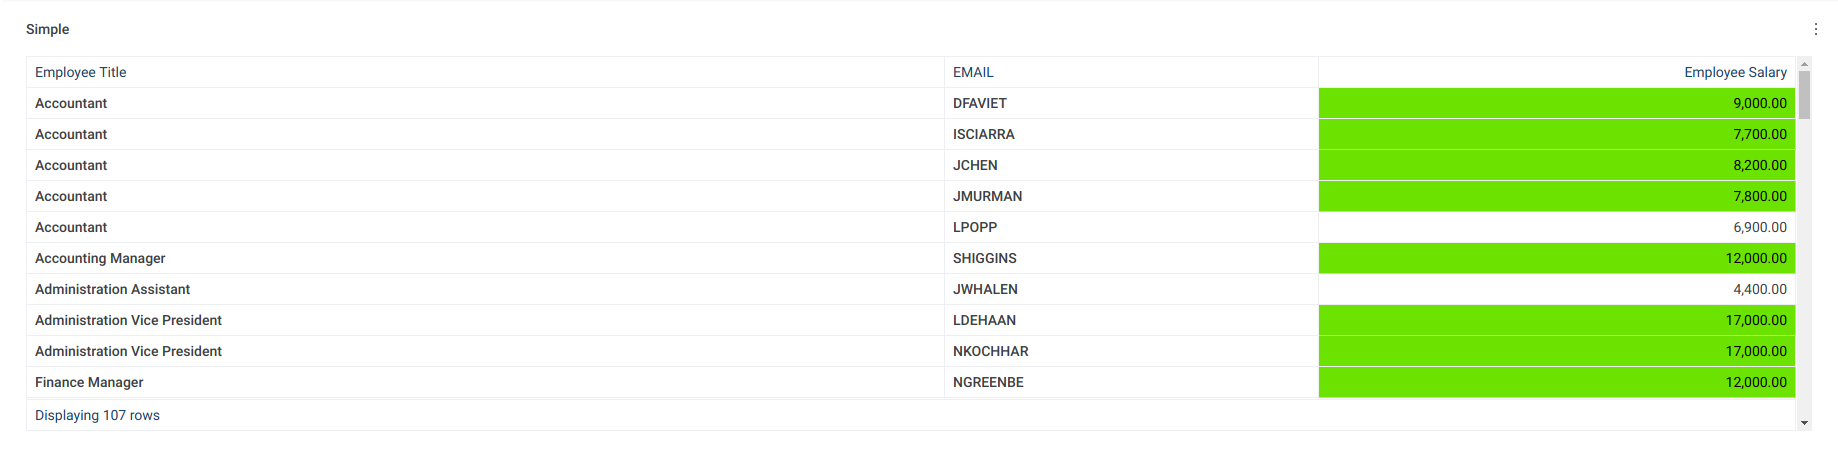 Simple
Employee Title EMAIL Employee Salary
Accountant DFAVIET 9,000.00
Accountant ISCIARRA 7,700.00
Accountant JCHEN 8,200.00
Accountant JMURMAN 7,800.00
Accountant LPOPP 6,900.00
Accounting Manager SHIGGINS 12,000.00
Administration Assistant JWHALEN 4,400.00
Administration Vice President LDEHAAN 17,000.00
Administration Vice President NKOCHHAR 17,000.00
Finance Manager NGREENBE 12,000.00
Displaying 107 rows